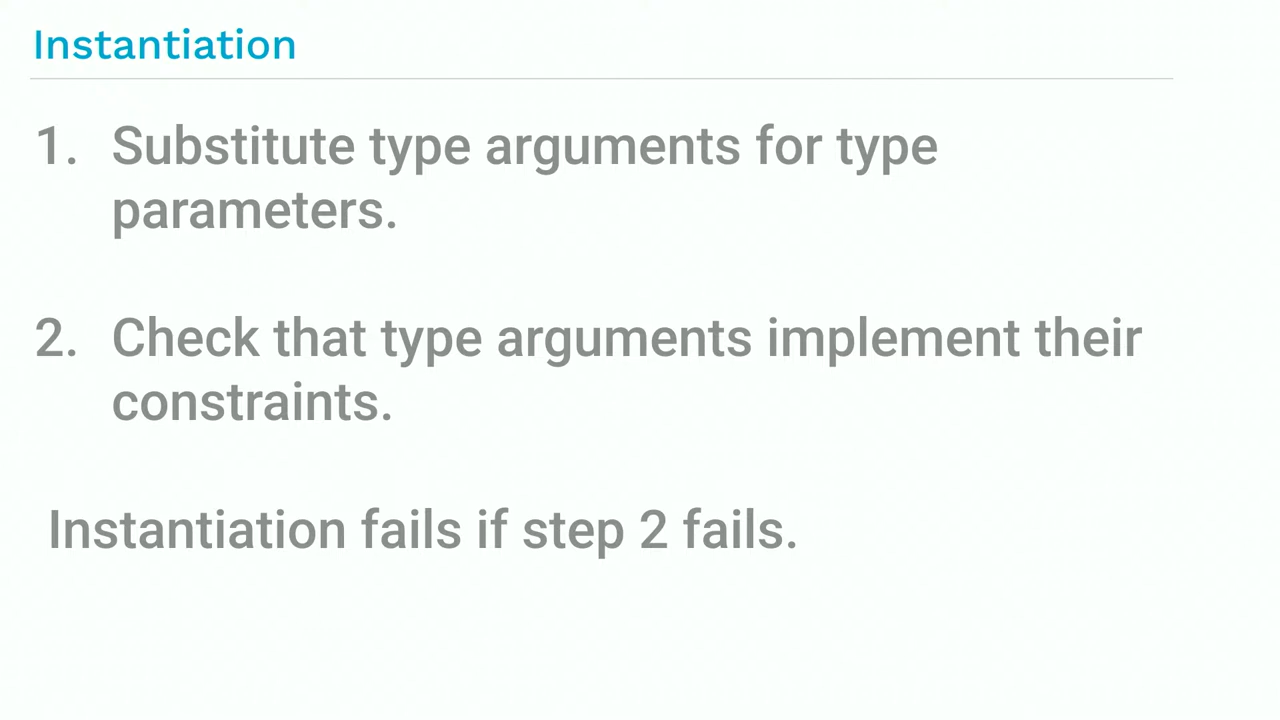 Instantiation
1. Substitute type arguments for type
parameters.
2. Check that type arguments implement their
constraints.
Instantiation fails if step 2 fails.